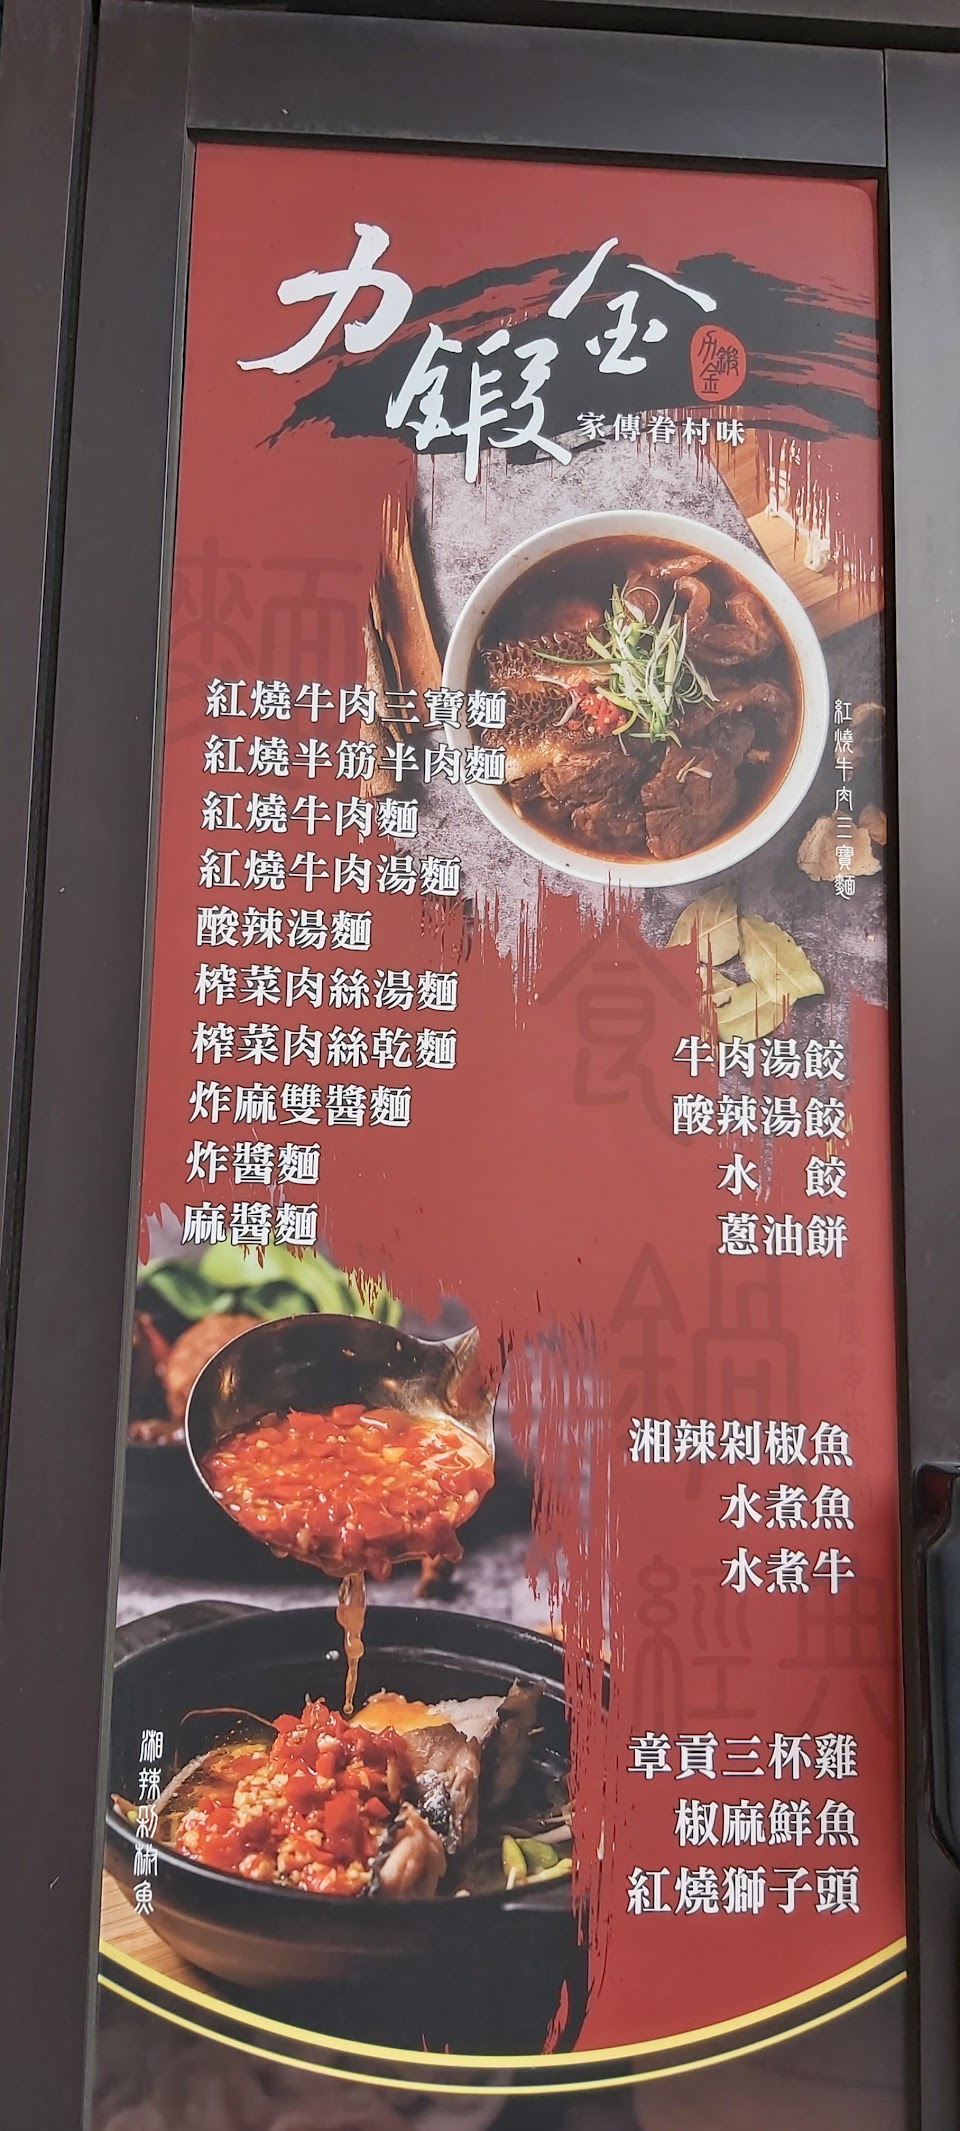 力鍛金
力鍛金
家傳眷村味
麵
紅燒牛肉三寶麵
紅燒半筋半肉麵
紅燒牛肉麵
紅燒牛肉湯麵
酸辣湯麵
榨菜肉絲湯麵
榨菜肉絲乾麵
炸麻雙醬麵
炸醬麵
麻醬麵
紅燒牛肉三寶麵
食
牛肉湯餃
酸辣湯餃
水 餃
蔥油餅
鍋
湘辣剁椒魚
水煮魚
水煮牛
經典
章貢三杯雞
椒麻鮮魚
紅燒獅子頭
湘辣剁椒魚